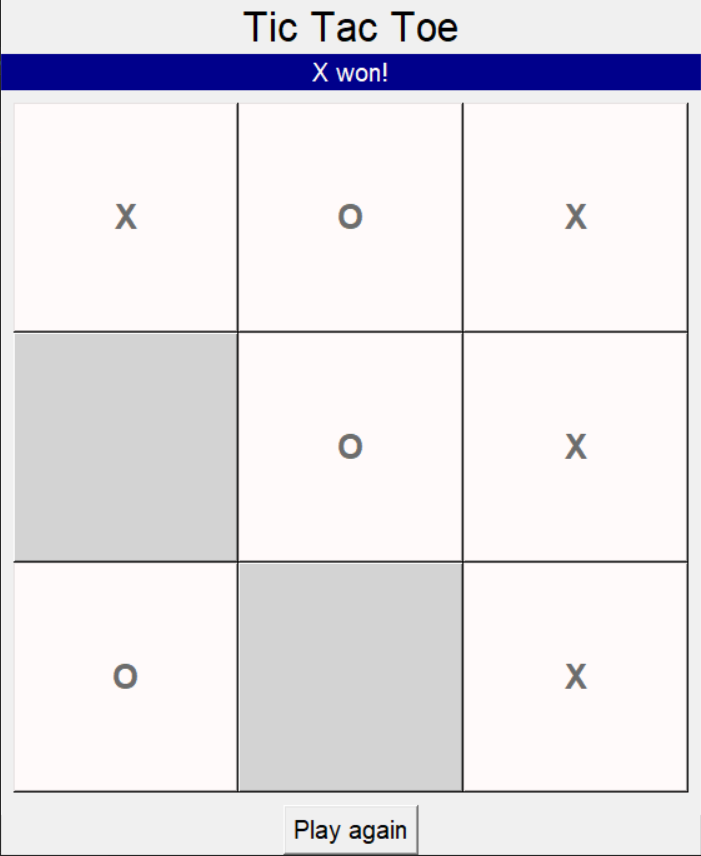 Tic Tac Toe
X won!
X O X
O X
O X
Play again